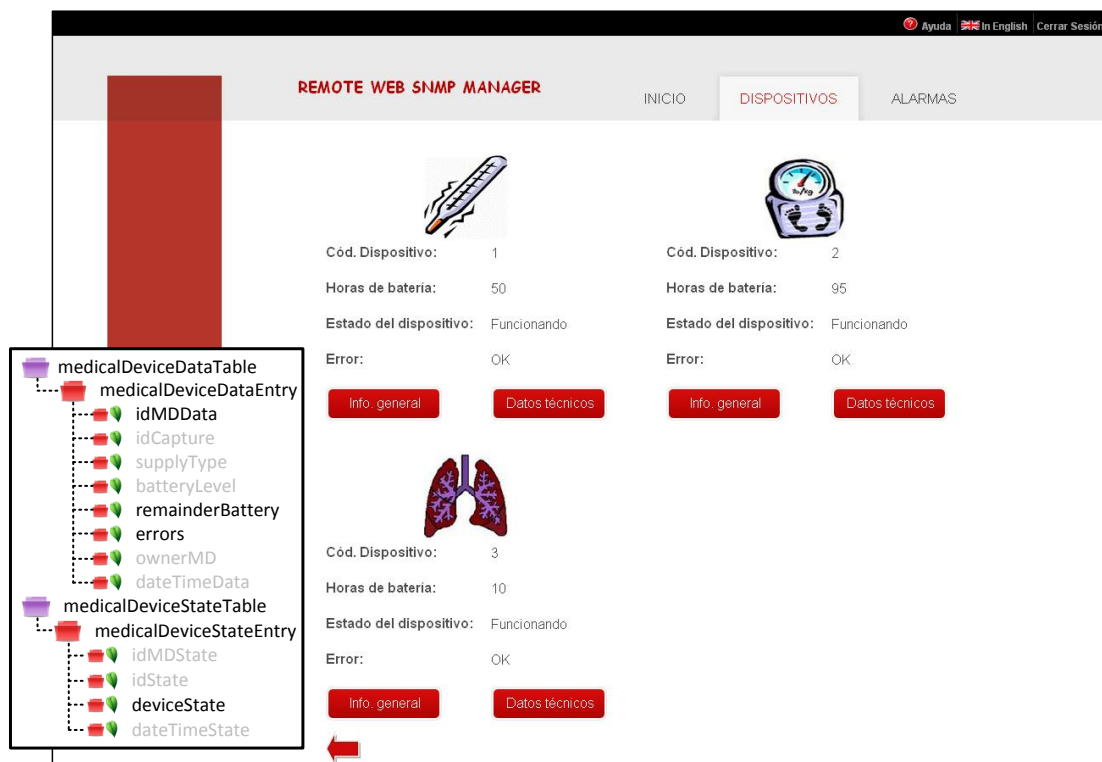 Ayuda In English Cerrar Sesión
REMOTE WEB SNMP MANAGER
INICIO DISPOSITIVOS ALARMAS
Cód. Dispositivo: 1
Horas de batería: 50
Estado del dispositivo: Funcionando
Error: OK
Info. general Datos técnicos
Cód. Dispositivo: 2
Horas de batería: 95
Estado del dispositivo: Funcionando
Error: OK
Info. general Datos técnicos
Cód. Dispositivo: 3
Horas de batería: 10
Estado del dispositivo: Funcionando
Error: OK
Info. general Datos técnicos
medicalDeviceDataTable
medicalDeviceDataEntry
idMDData
idCapture
supplyType
batteryLevel
remainderBattery
errors
ownerMD
dateTimeData
medicalDeviceStateTable
medicalDeviceStateEntry
idMDState
idState
deviceState
dateTimeState